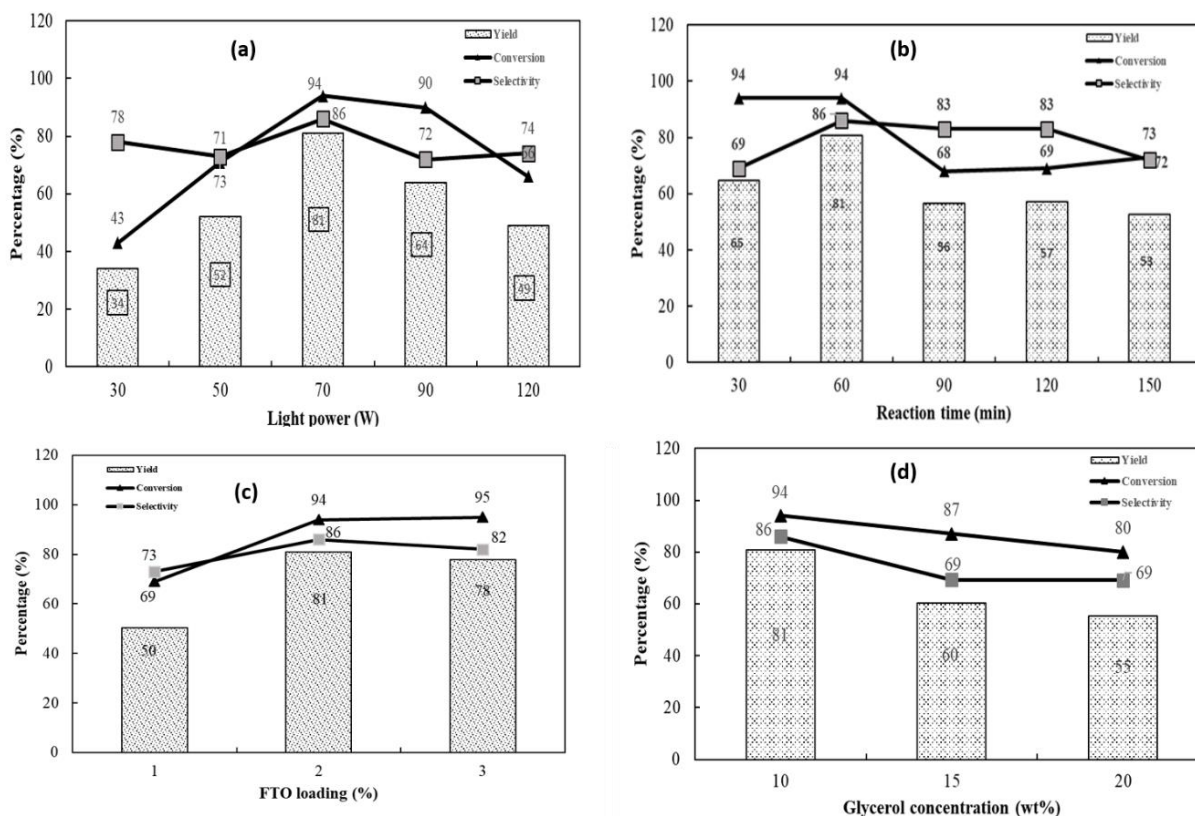 120
100
80
60
40
20
0
Percentage (%)
(a)
Yield
Conversion
Selectivity
78
43
71
73
94
86
90
72
74
66
34
52
81
64
49
30 50 70 90 120
Light power (W)
120
100
80
60
40
20
0
Percentage (%)
(b)
Yield
Conversion
Selectivity
94
69
94
86
83
68
83
69
73
72
65
81
56
57
53
30 60 90 120 150
Reaction time (min)
120
100
80
60
40
20
0
Percentage (%)
(c)
Yield
Conversion
Selectivity
73
69
94
86
95
82
50
81
78
1 2 3
FTO loading (%)
120
100
80
60
40
20
0
Percentage (%)
(d)
Yield
Conversion
Selectivity
94
86
87
69
80
69
81
60
55
10 15 20
Glycerol concentration (wt%)